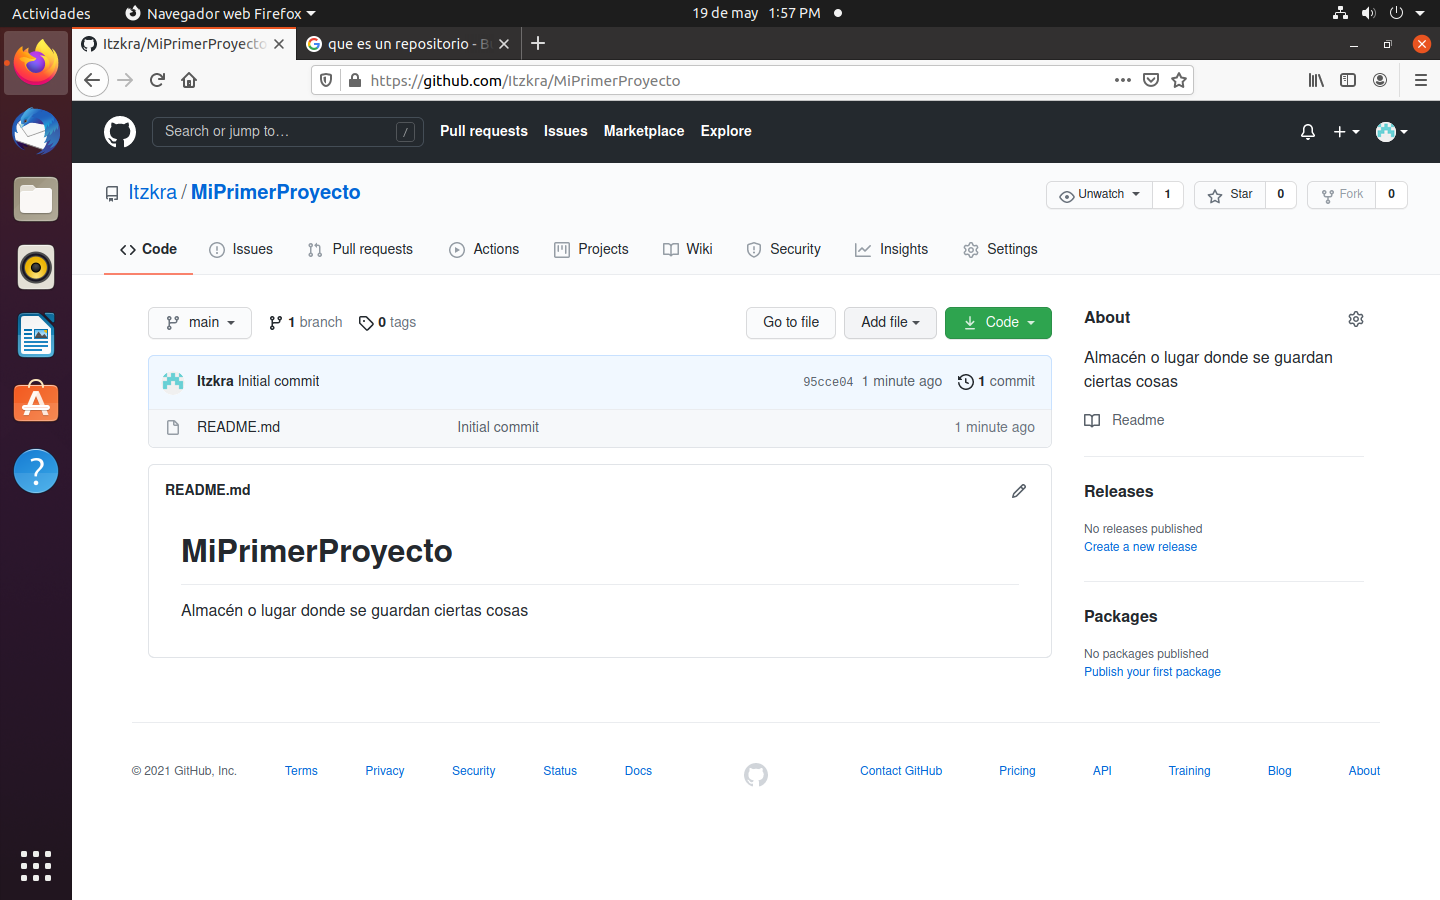 Actividades Navegador web Firefox 19 de may 1:57 PM
Itzkra/MiPrimerProyecto que es un repositorio - B
https://github.com/Itzkra/MiPrimerProyecto
Search or jump to… / Pull requests Issues Marketplace Explore
Itzkra / MiPrimerProyecto Unwatch 1 Star 0 Fork 0
Code Issues Pull requests Actions Projects Wiki Security Insights Settings
main 1 branch 0 tags Go to file Add file Code
Itzkra Initial commit 95cce04 1 minute ago 1 commit
README.md Initial commit 1 minute ago
README.md
MiPrimerProyecto
Almacén o lugar donde se guardan ciertas cosas
About
Almacén o lugar donde se guardan
ciertas cosas
Readme
Releases
No releases published
Create a new release
Packages
No packages published
Publish your first package
© 2021 GitHub, Inc. Terms Privacy Security Status Docs Contact GitHub Pricing API Training Blog About